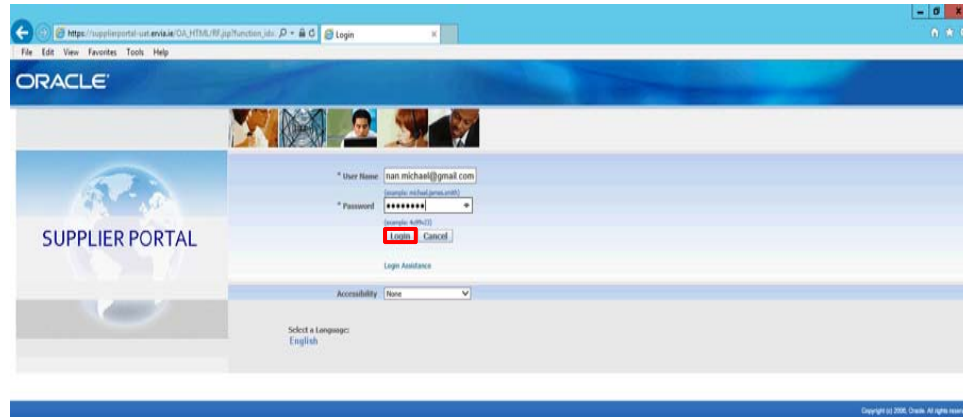 https://supplierportal-uat.ervia.ie/OA_HTML/RF.jsp?function_id=
Login
File Edit View Favorites Tools Help
ORACLE
* User Name nan.michael@gmail.com
(example: michael.james.smith)
* Password ••••••••
(example: 4u99v23)
Login Cancel
Login Assistance
SUPPLIER PORTAL
Accessibility None
Select a Language:
English
Copyright (c) 2006, Oracle. All rights